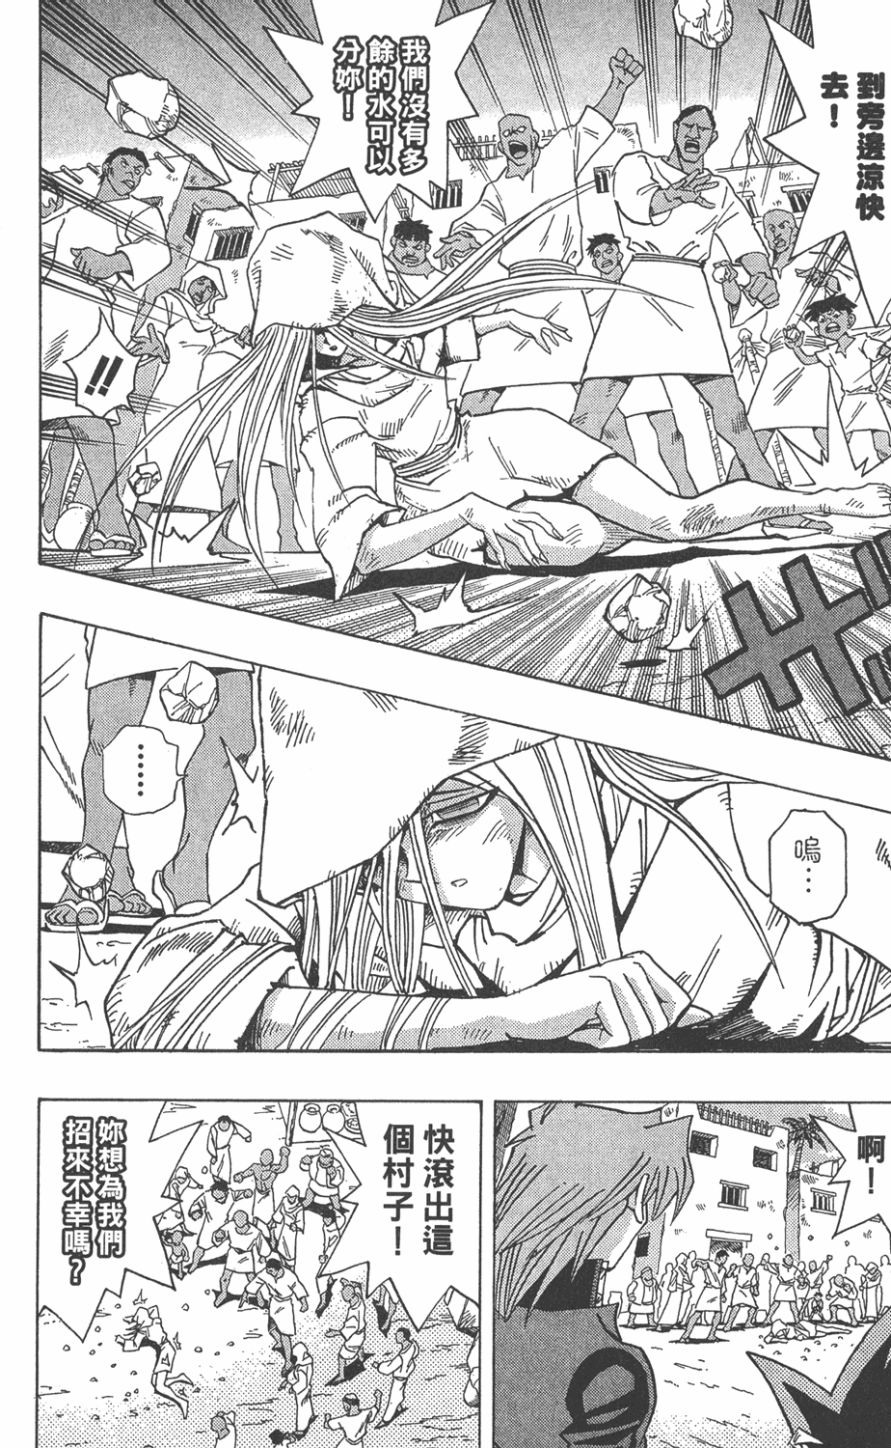 到旁邊涼快
去！
我們沒有多
餘的水可以
分妳！
!!
ザ
嗚…
……
啊！
快滾出這
個村子！
妳想為我們
招來不幸嗎？